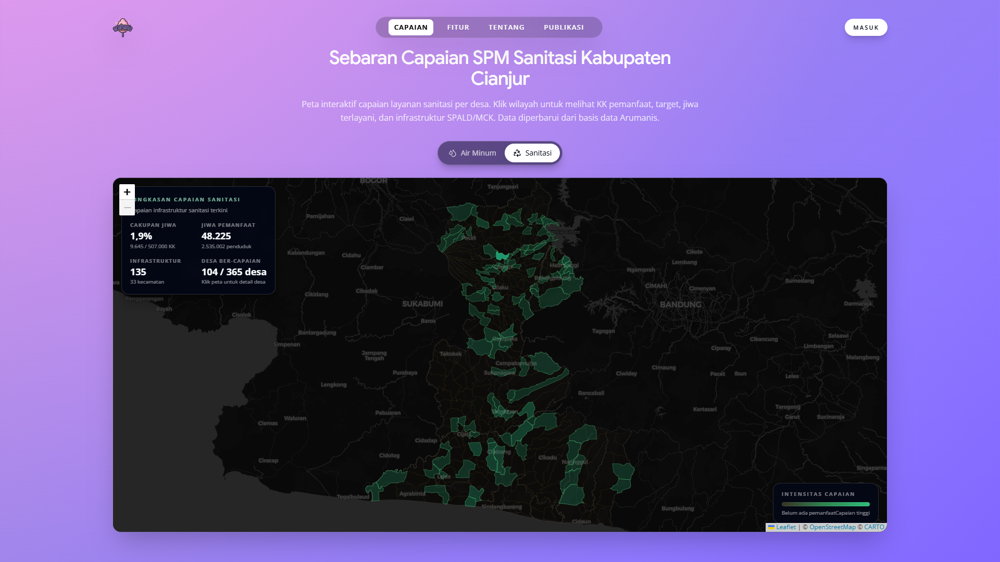 arumanis
CAPAIAN
FITUR
TENTANG
PUBLIKASI
MASUK
Sebaran Capaian SPM Sanitasi Kabupaten
Cianjur
Peta interaktif capaian layanan sanitasi per desa. Klik wilayah untuk melihat KK pemanfaat, target, jiwa
terlayani, dan infrastruktur SPALD/MCK. Data diperbarui dari basis data Arumanis.
Air Minum
Sanitasi
+
−
INGKASAN CAPAIAN SANITASI
apaian infrastruktur sanitasi terkini
CAKUPAN JIWA
1,9%
9.645 / 507.000 KK
JIWA PEMANFAAT
48.225
2.535.002 penduduk
INFRASTRUKTUR
135
33 kecamatan
DESA BER-CAPAIAN
104 / 365 desa
Klik peta untuk detail desa
BOGOR
Tanjungsari
Pamijahan
Ciawi
Waduk Cirata
Pacet
Kabandungan
Cidahu
Cikole
Lembang
Ciambar
Cianjur
Haurwangi
Ngamprah
Bojongpicung
Sumedang
CIMAHI
Cimenyan
Cilaku
Cibadak
Cikidang
Panggarangan
SUKABUMI
BANDUNG
Darmaraja
Bayah
Cisolok
Baros
Bantargadung
Tagogan
Selaawi
Simpenan
Campaka
Cikancung
Limbangan
Ciparay
Jampang
Tengah
Takokak
Malangbong
Campakamulya
Cimaung
Purabaya
Sukanagara
Ciwidey
Pacet
Ibun
Leles
Lengkong
Rancabali
Kertasari
Tarogong
Pabuaran
Pagelaran
Garut
Sucinaraja
Waluran
Ciemas
Cijati
Cidadap
Cidolog
Cibinong
Cikadu
Naringgul
Ciracap
Singaparna
Leles
Tegalbuleud
Agrabinta
Sindangbarang
Bungbulang
Cidaun
INTENSITAS CAPAIAN
Belum ada pemanfaatCapaian tinggi
Leaflet | © OpenStreetMap © CARTO